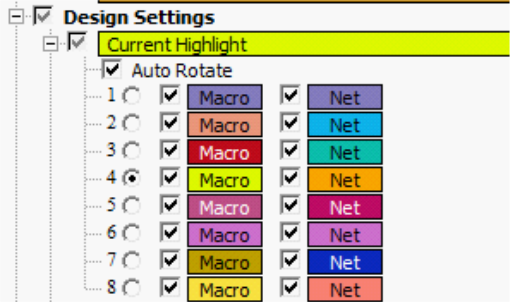 Design Settings
Current Highlight
Auto Rotate
1 Macro Net
2 Macro Net
3 Macro Net
4 Macro Net
5 Macro Net
6 Macro Net
7 Macro Net
8 Macro Net